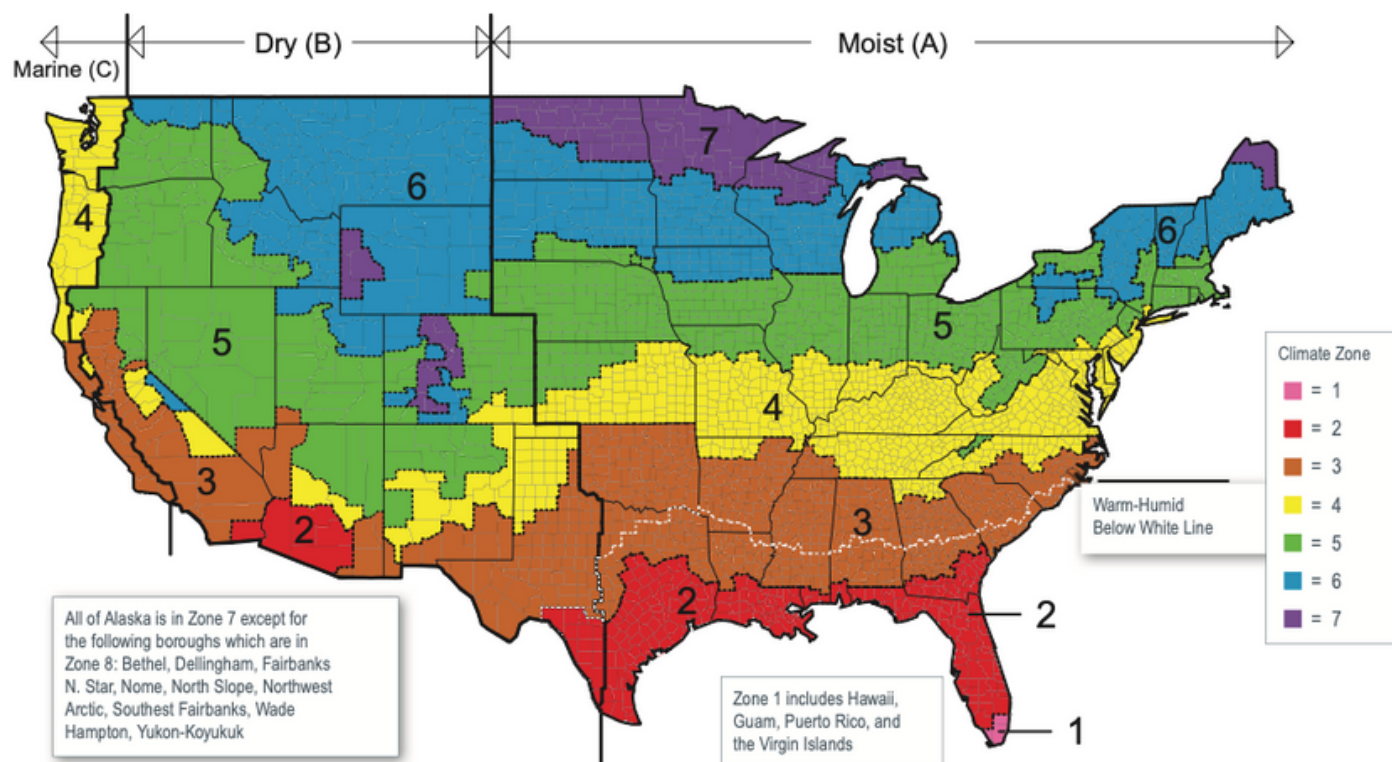 Marine (C)
Dry (B)
Moist (A)
7
6
4
6
5
5
4
3
3
2
2
2
1
Climate Zone
= 1
= 2
= 3
= 4
= 5
= 6
= 7
Warm-Humid
Below White Line
All of Alaska is in Zone 7 except for
the following boroughs which are in
Zone 8: Bethel, Dellingham, Fairbanks
N. Star, Nome, North Slope, Northwest
Arctic, Southest Fairbanks, Wade
Hampton, Yukon-Koyukuk
Zone 1 includes Hawaii,
Guam, Puerto Rico, and
the Virgin Islands